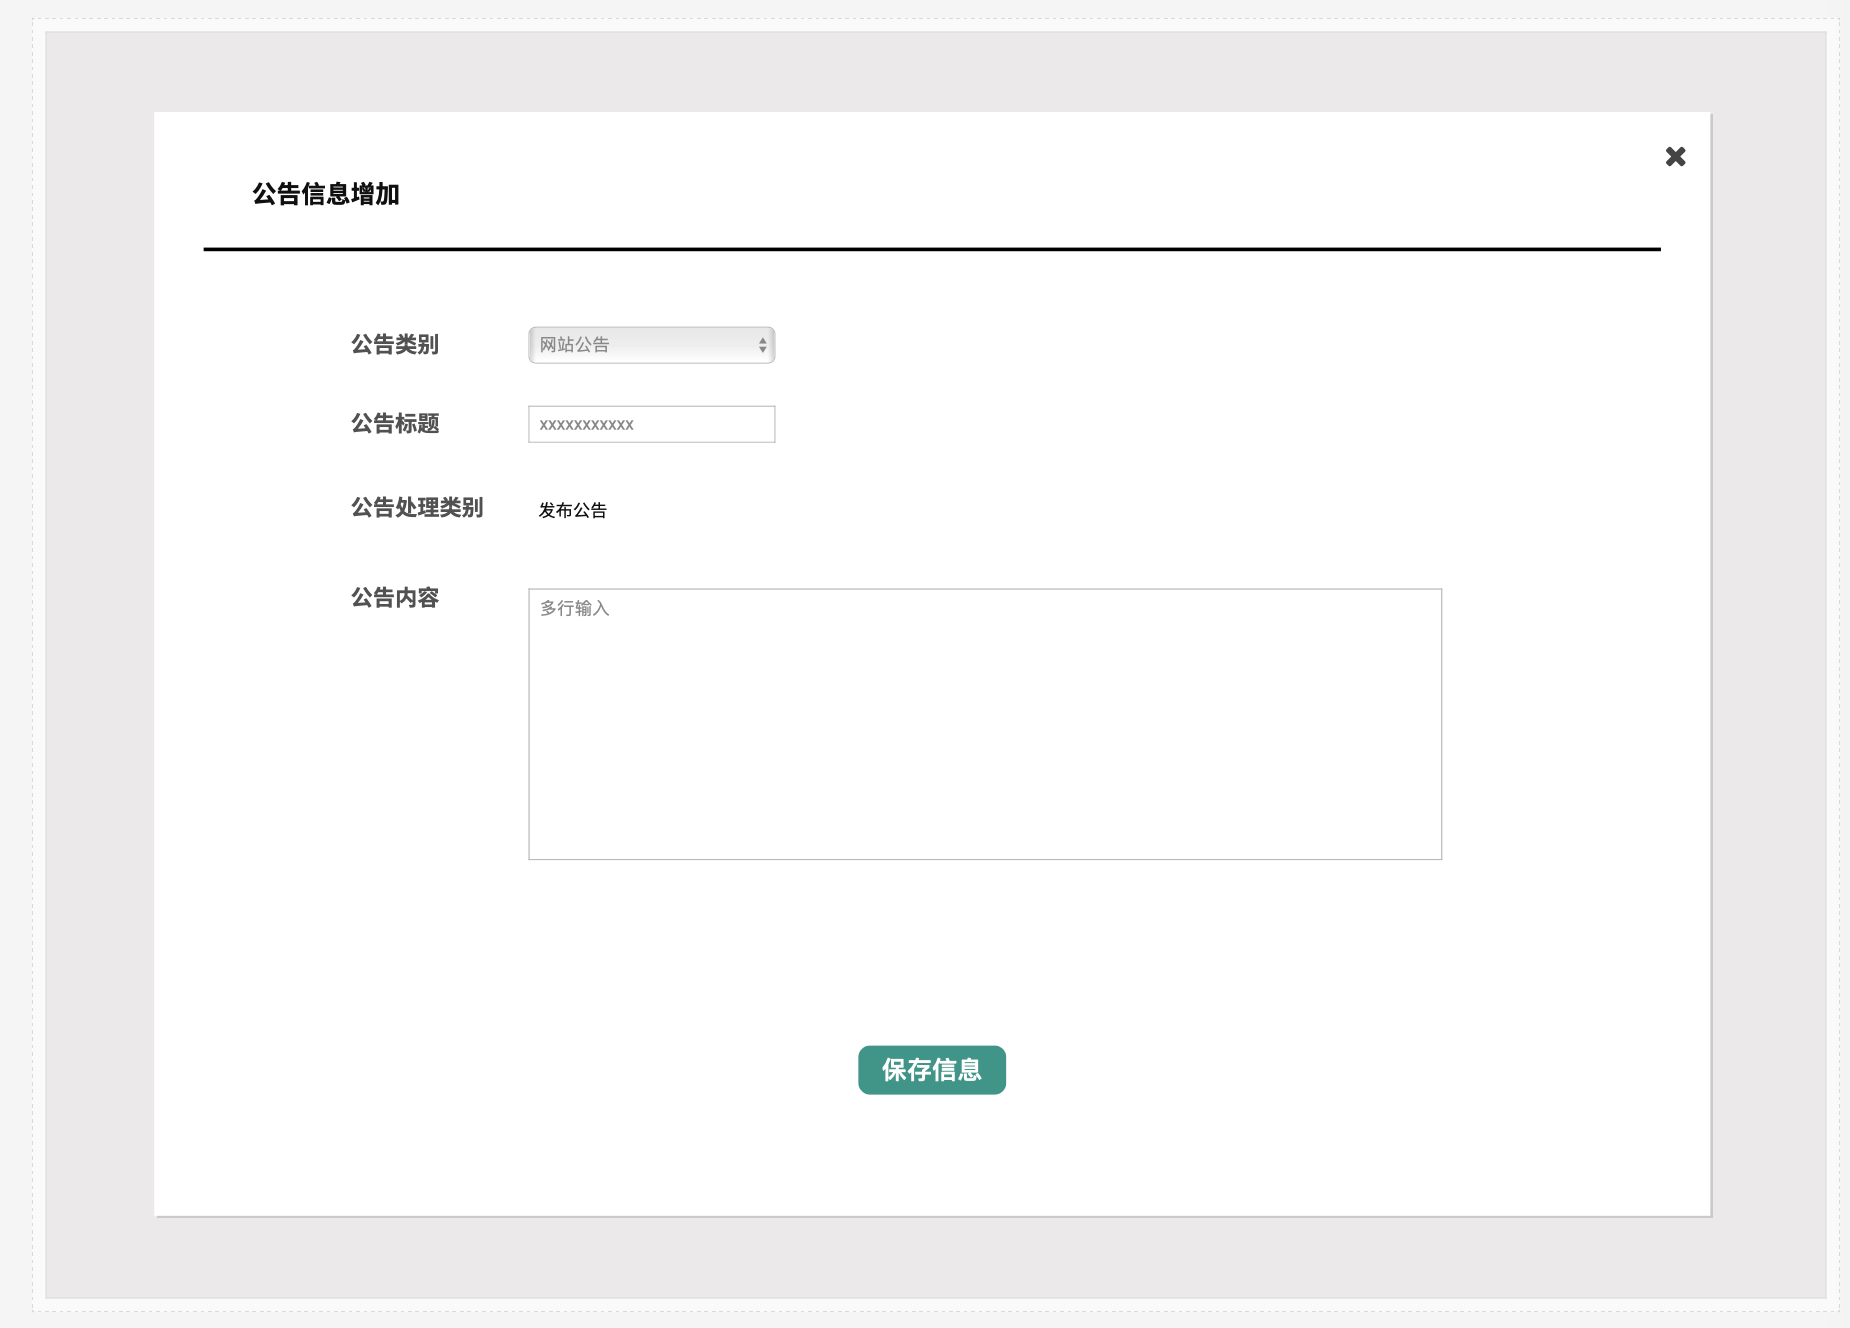 公告信息增加
公告类别 网站公告
公告标题 xxxxxxxxxxx
公告处理类别 发布公告
公告内容 多行输入
保存信息